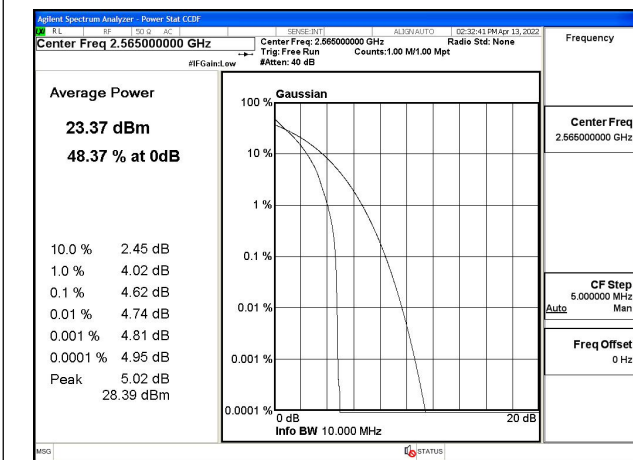 Agilent Spectrum Analyzer - Power Stat CCDF
LXI RL RF 50 Ω AC SENSE:INT ALIGN AUTO 02:32:41 PM Apr 13, 2022
Center Freq 2.565000000 GHz
Center Freq: 2.565000000 GHz Radio Std: None
Trig: Free Run Counts:1.00 M/1.00 Mpt
#IFGain:Low #Atten: 40 dB
Frequency
Average Power
23.37 dBm
48.37 % at 0dB
10.0 % 2.45 dB
1.0 % 4.02 dB
0.1 % 4.62 dB
0.01 % 4.74 dB
0.001 % 4.81 dB
0.0001 % 4.95 dB
Peak 5.02 dB
28.39 dBm
Gaussian
100 %
10 %
1 %
0.1 %
0.01 %
0.001 %
0.0001 %
0 dB 20 dB
Info BW 10.000 MHz
Center Freq
2.565000000 GHz
CF Step
5.000000 MHz
Auto Man
Freq Offset
0 Hz
MSG STATUS